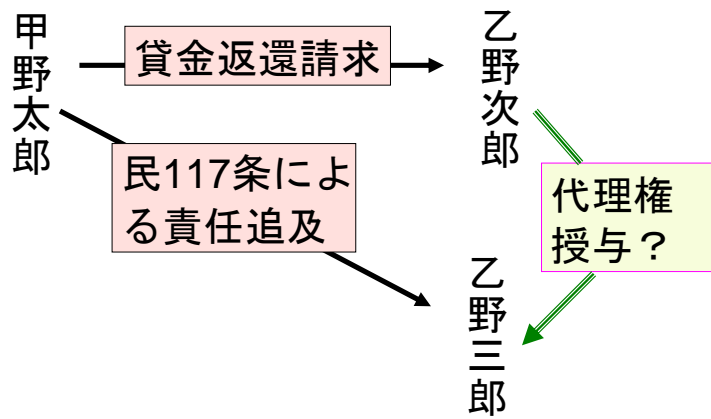 甲野太郎
貸金返還請求
乙野次郎
民117条によ
る責任追及
代理権
授与？
乙野三郎